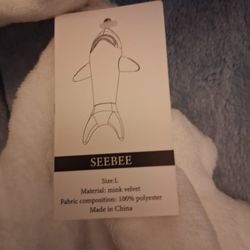 SEEBEE
Size L
Material: mink velvet
Fabric composition: 100% polyester
Made in China